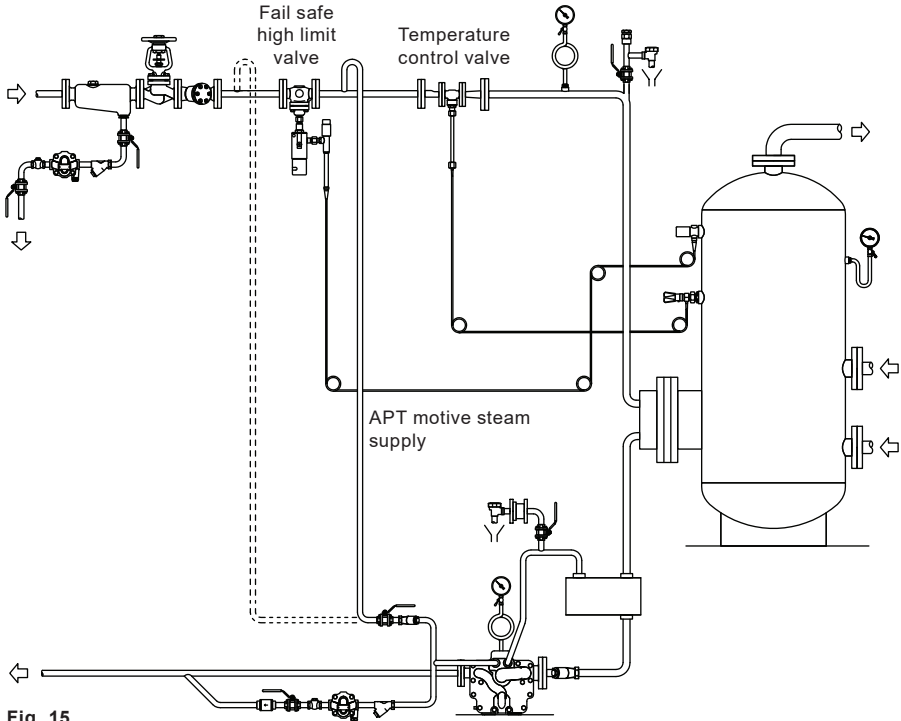 Fail safe
high limit
valve
Temperature
control valve
APT motive steam
supply
Fig. 15